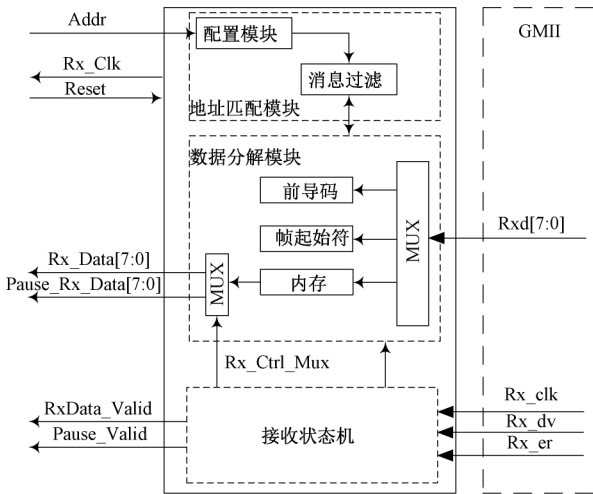 Addr
配置模块
GMII
Rx_Clk
消息过滤
Reset
地址匹配模块
数据分解模块
前导码
帧起始符
MUX
Rxd[7:0]
Rx_Data[7:0]
MUX
内存
Pause_Rx_Data[7:0]
Rx_Ctrl_Mux
RxData_Valid
接收状态机
Rx_clk
Rx_dv
Pause_Valid
Rx_er